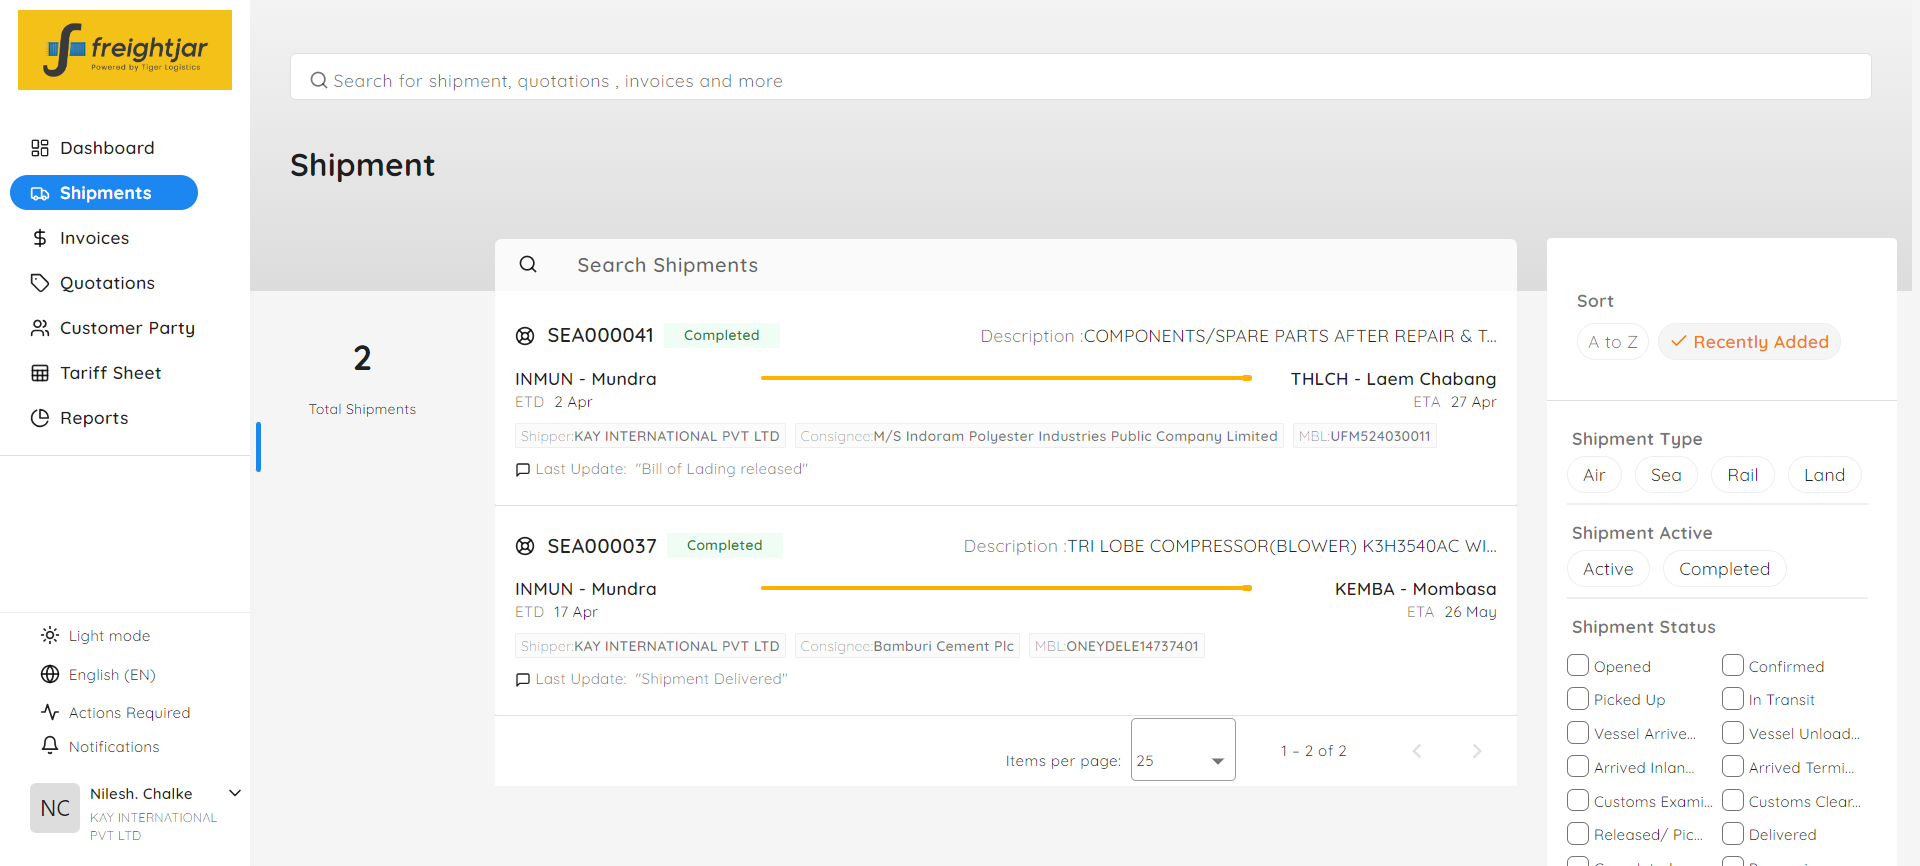 freightjar
Powered by Tiger Logistics
Dashboard
Shipments
Invoices
Quotations
Customer Party
Tariff Sheet
Reports
Light mode
English (EN)
Actions Required
Notifications
NC
Nilesh. Chalke
KAY INTERNATIONAL
PVT LTD
Search for shipment, quotations , invoices and more
Shipment
2
Total Shipments
Search Shipments
SEA000041 Completed Description :COMPONENTS/SPARE PARTS AFTER REPAIR & T...
INMUN - Mundra THLCH - Laem Chabang
ETD 2 Apr ETA 27 Apr
Shipper:KAY INTERNATIONAL PVT LTD Consignee:M/S Indoram Polyester Industries Public Company Limited MBL:UFM524030011
Last Update: "Bill of Lading released"
SEA000037 Completed Description :TRI LOBE COMPRESSOR(BLOWER) K3H3540AC WI...
INMUN - Mundra KEMBA - Mombasa
ETD 17 Apr ETA 26 May
Shipper:KAY INTERNATIONAL PVT LTD Consignee:Bamburi Cement Plc MBL:ONEYDELE14737401
Last Update: "Shipment Delivered"
Items per page: 25 1 – 2 of 2
Sort
A to Z Recently Added
Shipment Type
Air Sea Rail Land
Shipment Active
Active Completed
Shipment Status
Opened Confirmed
Picked Up In Transit
Vessel Arrive... Vessel Unload...
Arrived Inlan... Arrived Termi...
Customs Exami... Customs Clear...
Released/ Pic... Delivered